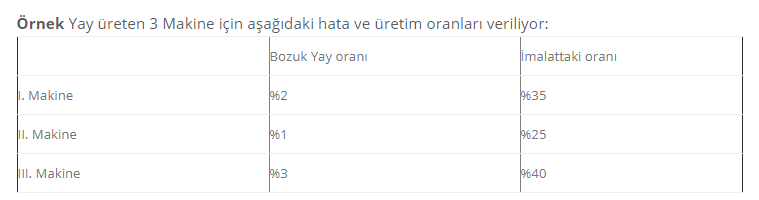 Örnek Yay üreten 3 Makine için aşağıdaki hata ve üretim oranları veriliyor:
Bozuk Yay oranı İmalattaki oranı
I. Makine %2 %35
II. Makine %1 %25
III. Makine %3 %40